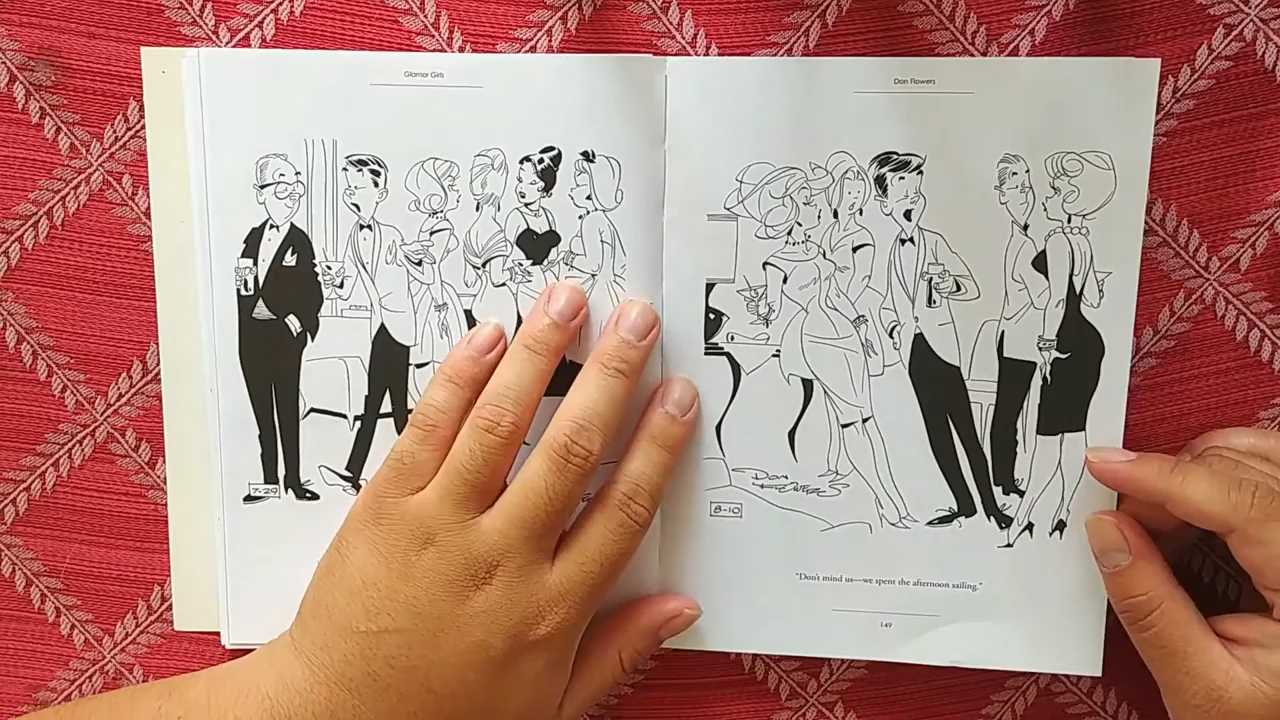 Glamor Girls
7-29
Don Flowers
DON
FLOWERS
8-10
"Don't mind us—we spent the afternoon sailing."
149